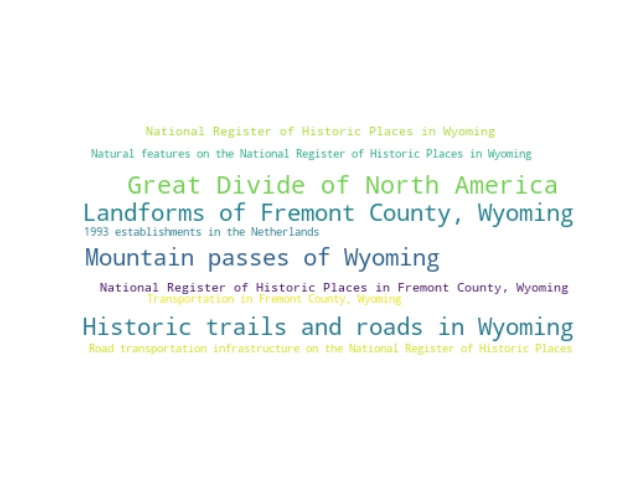 National Register of Historic Places in Wyoming
Natural features on the National Register of Historic Places in Wyoming
Great Divide of North America
Landforms of Fremont County, Wyoming
1993 establishments in the Netherlands
Mountain passes of Wyoming
National Register of Historic Places in Fremont County, Wyoming
Transportation in Fremont County, Wyoming
Historic trails and roads in Wyoming
Road transportation infrastructure on the National Register of Historic Places